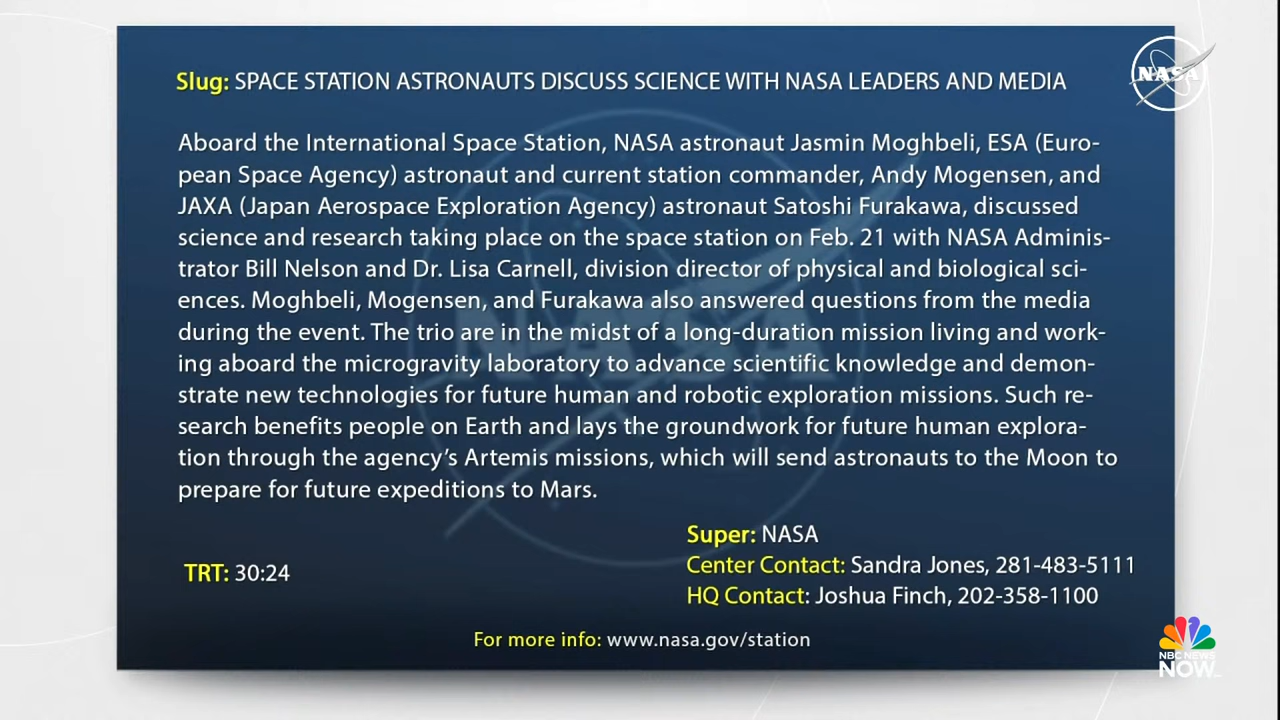 Slug: SPACE STATION ASTRONAUTS DISCUSS SCIENCE WITH NASA LEADERS AND MEDIA
NASA
Aboard the International Space Station, NASA astronaut Jasmin Moghbeli, ESA (Euro-
pean Space Agency) astronaut and current station commander, Andy Mogensen, and
JAXA (Japan Aerospace Exploration Agency) astronaut Satoshi Furakawa, discussed
science and research taking place on the space station on Feb. 21 with NASA Adminis-
trator Bill Nelson and Dr. Lisa Carnell, division director of physical and biological sci-
ences. Moghbeli, Mogensen, and Furakawa also answered questions from the media
during the event. The trio are in the midst of a long-duration mission living and work-
ing aboard the microgravity laboratory to advance scientific knowledge and demon-
strate new technologies for future human and robotic exploration missions. Such re-
search benefits people on Earth and lays the groundwork for future human explora-
tion through the agency’s Artemis missions, which will send astronauts to the Moon to
prepare for future expeditions to Mars.
TRT: 30:24
Super: NASA
Center Contact: Sandra Jones, 281-483-5111
HQ Contact: Joshua Finch, 202-358-1100
For more info: www.nasa.gov/station
NBC NEWS
NOW